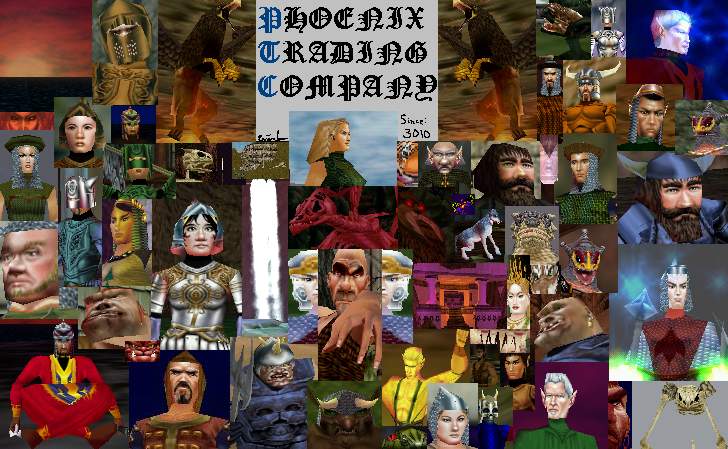 PHOENIX
TRADING
COMPANY
Since:
3010